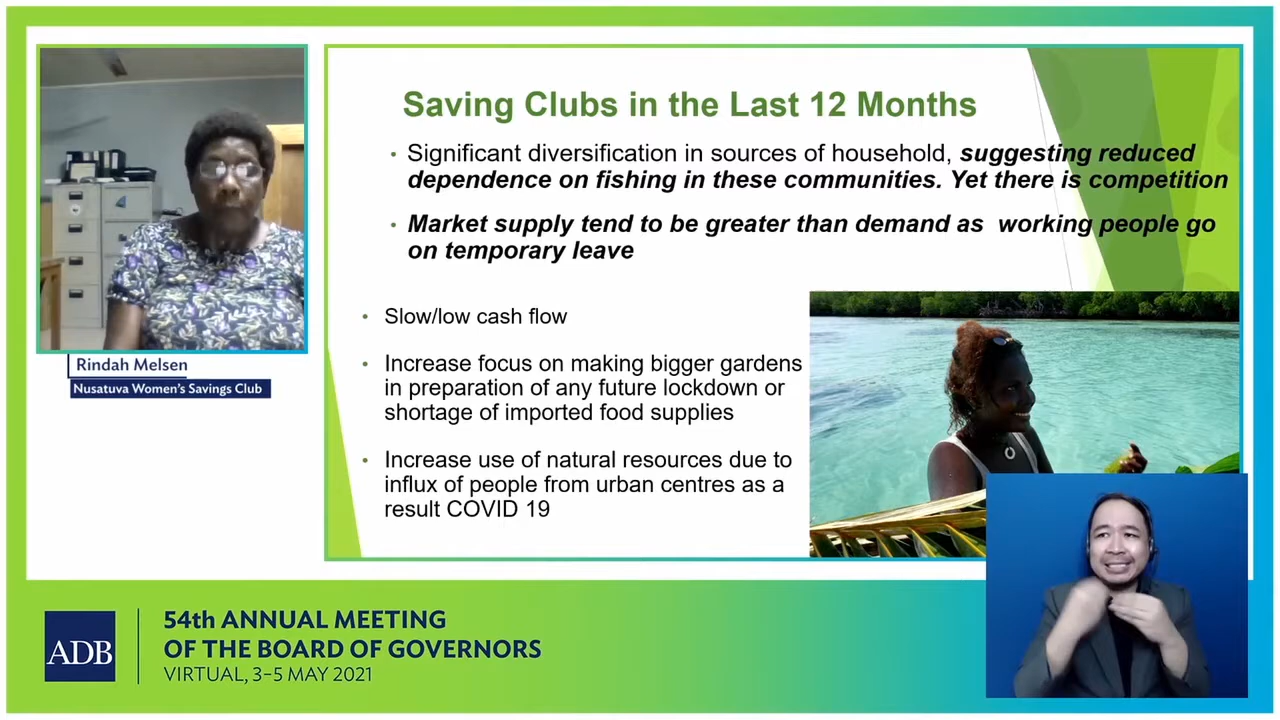 Saving Clubs in the Last 12 Months
• Significant diversification in sources of household, suggesting reduced
dependence on fishing in these communities. Yet there is competition
• Market supply tend to be greater than demand as  working people go
on temporary leave
• Slow/low cash flow
• Increase focus on making bigger gardens
in preparation of any future lockdown or
shortage of imported food supplies
• Increase use of natural resources due to
influx of people from urban centres as a
result COVID 19
Rindah Melsen
Nusatuva Women's Savings Club
ADB
54th ANNUAL MEETING
OF THE BOARD OF GOVERNORS
VIRTUAL, 3–5 MAY 2021